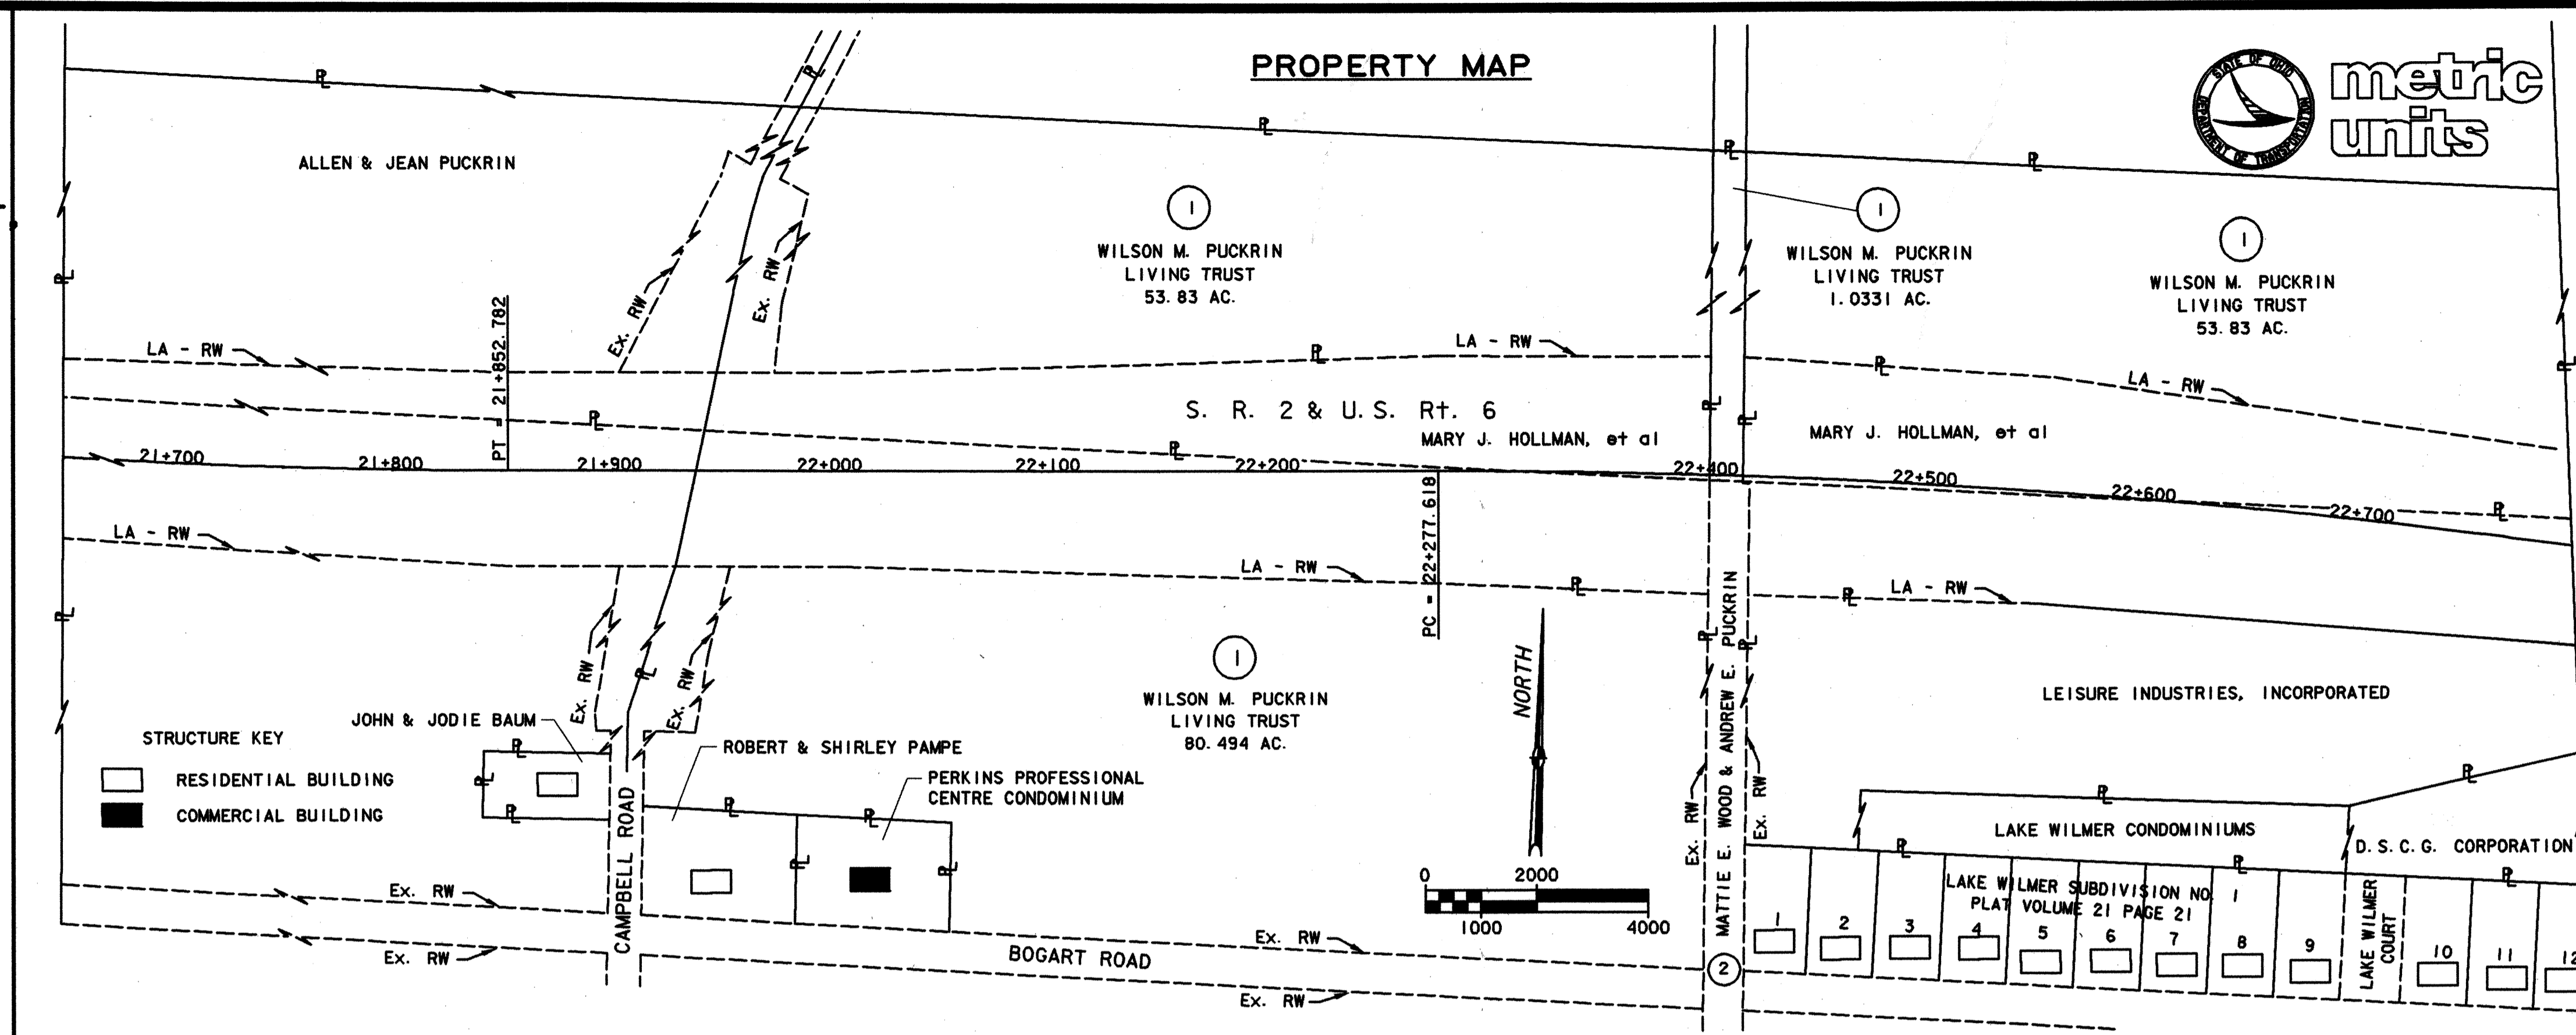 PROPERTY MAP
STATE OF OHIO
DEPARTMENT OF TRANSPORTATION
metric
units
ALLEN & JEAN PUCKRIN
1
WILSON M. PUCKRIN
LIVING TRUST
53.83 AC.
1
WILSON M. PUCKRIN
LIVING TRUST
1.0331 AC.
1
WILSON M. PUCKRIN
LIVING TRUST
53.83 AC.
Ex. RW
Ex. RW
LA - RW
LA - RW
LA - RW
PT = 21+852.782
S. R. 2 & U.S. Rt. 6
MARY J. HOLLMAN, et al
MARY J. HOLLMAN, et al
21+700
21+800
21+900
22+000
22+100
22+200
22+400
22+500
22+600
22+700
PC = 22+277.618
LA - RW
LA - RW
LA - RW
Ex. RW
Ex. RW
1
WILSON M. PUCKRIN
LIVING TRUST
80.494 AC.
NORTH
LEISURE INDUSTRIES, INCORPORATED
STRUCTURE KEY
RESIDENTIAL BUILDING
COMMERCIAL BUILDING
JOHN & JODIE BAUM
ROBERT & SHIRLEY PAMPE
PERKINS PROFESSIONAL
CENTRE CONDOMINIUM
CAMPBELL ROAD
MATTIE E. WOOD & ANDREW E. PUCKRIN
Ex. RW
Ex. RW
0
2000
1000
4000
LAKE WILMER CONDOMINIUMS
D.S.C.G. CORPORATION
LAKE WILMER SUBDIVISION NO. 1
PLAT VOLUME 21 PAGE 21
1
2
3
4
5
6
7
8
9
LAKE WILMER
COURT
10
11
12
Ex. RW
Ex. RW
BOGART ROAD
Ex. RW
Ex. RW
2